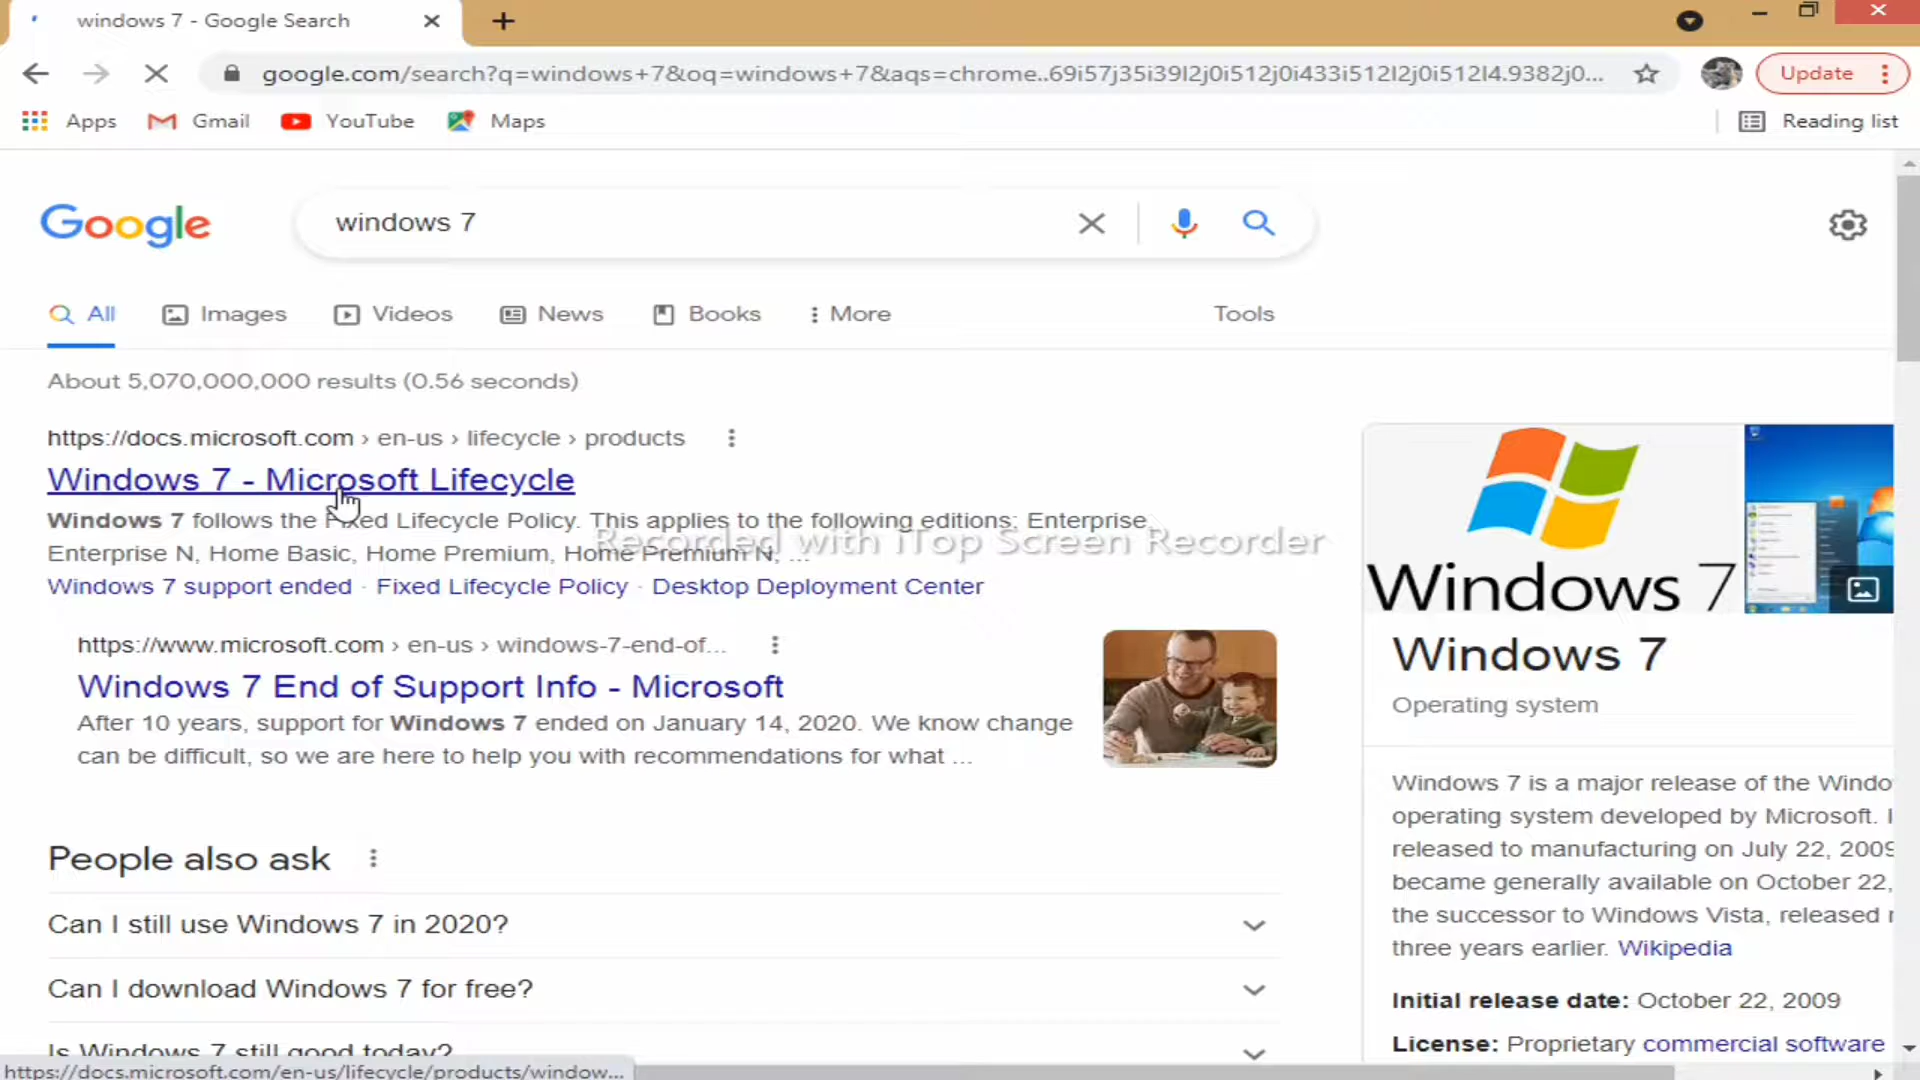 windows 7 - Google Search
google.com/search?q=windows+7&oq=windows+7&aqs=chrome..69i57j35i39l2j0i512j0i433i512l2j0i512l4.9382j0...
Update
Apps
Gmail
YouTube
Maps
Reading list
Google
windows 7
All
Images
Videos
News
Books
More
Tools
About 5,070,000,000 results (0.56 seconds)
https://docs.microsoft.com › en-us › lifecycle › products
Windows 7 - Microsoft Lifecycle
Windows 7 follows the Fixed Lifecycle Policy. This applies to the following editions: Enterprise,
Enterprise N, Home Basic, Home Premium, Home Premium N, ...
Recorded with iTop Screen Recorder
Windows 7 support ended · Fixed Lifecycle Policy · Desktop Deployment Center
https://www.microsoft.com › en-us › windows-7-end-of...
Windows 7 End of Support Info - Microsoft
After 10 years, support for Windows 7 ended on January 14, 2020. We know change
can be difficult, so we are here to help you with recommendations for what ...
People also ask
Can I still use Windows 7 in 2020?
Can I download Windows 7 for free?
Is Windows 7 still good today?
https://docs.microsoft.com/en-us/lifecycle/products/window...
Windows 7
Windows 7
Operating system
Windows 7 is a major release of the Windo
operating system developed by Microsoft. I
released to manufacturing on July 22, 2009
became generally available on October 22,
the successor to Windows Vista, released
three years earlier. Wikipedia
Initial release date: October 22, 2009
License: Proprietary commercial software